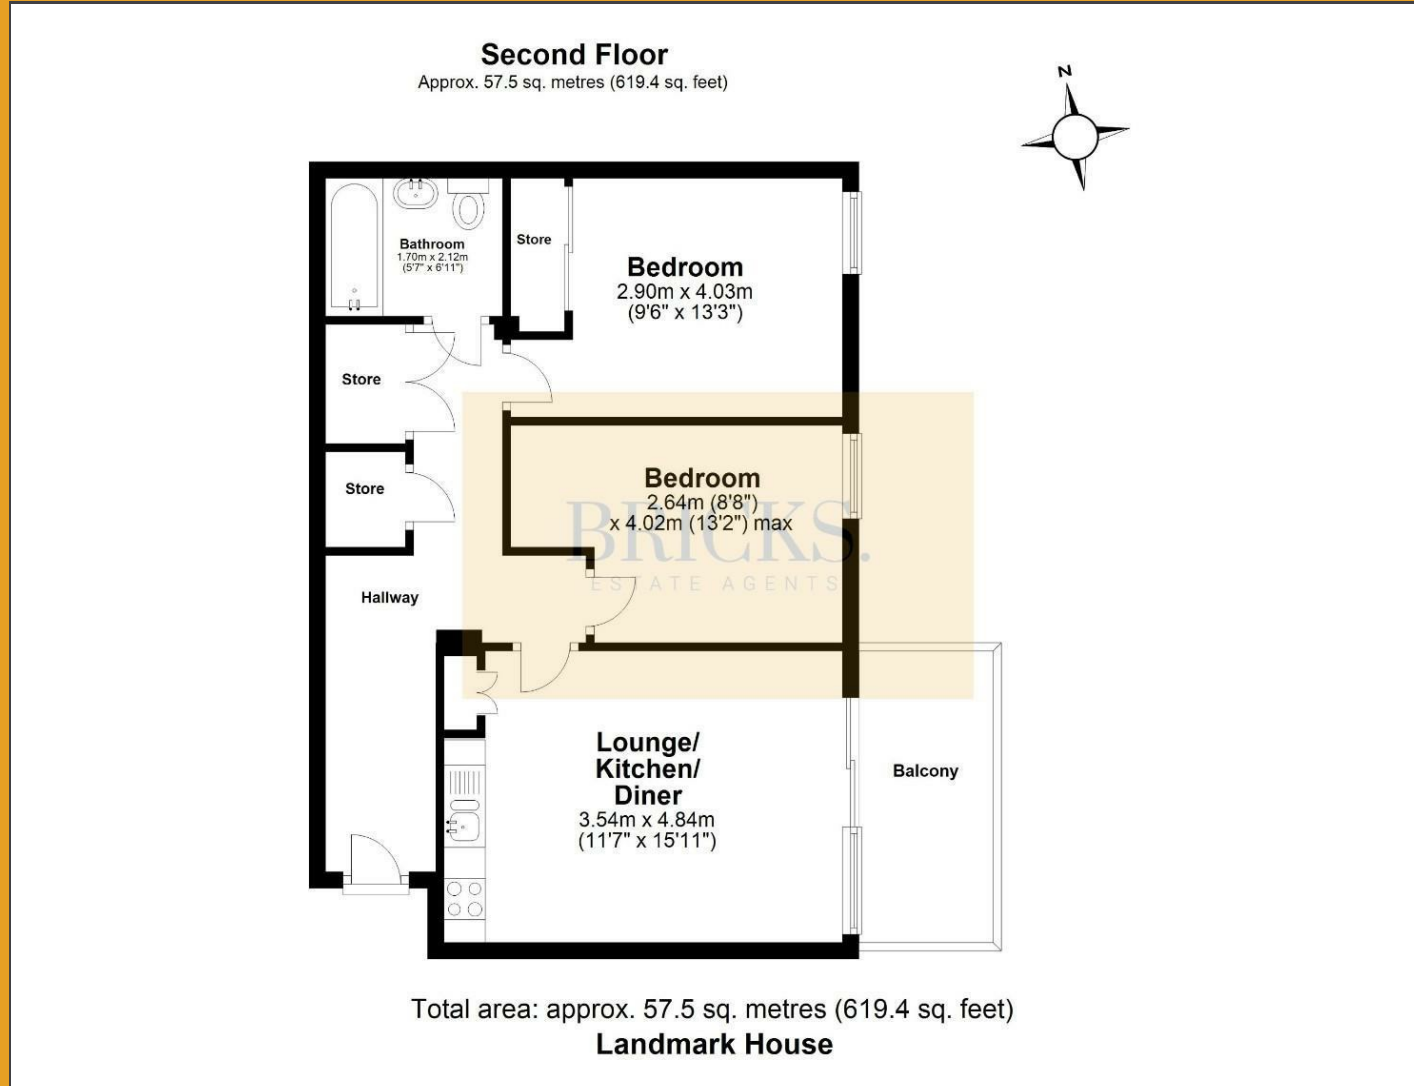 Second Floor
Approx. 57.5 sq. metres (619.4 sq. feet)
N
Bathroom
1.70m x 2.12m
(5'7" x 6'11")
Store
Bedroom
2.90m x 4.03m
(9'6" x 13'3")
Store
Store
Bedroom
2.64m (8'8")
x 4.02m (13'2") max
BRICKS.
ESTATE AGENTS
Hallway
Lounge/
Kitchen/
Diner
3.54m x 4.84m
(11'7" x 15'11")
Balcony
Total area: approx. 57.5 sq. metres (619.4 sq. feet)
Landmark House